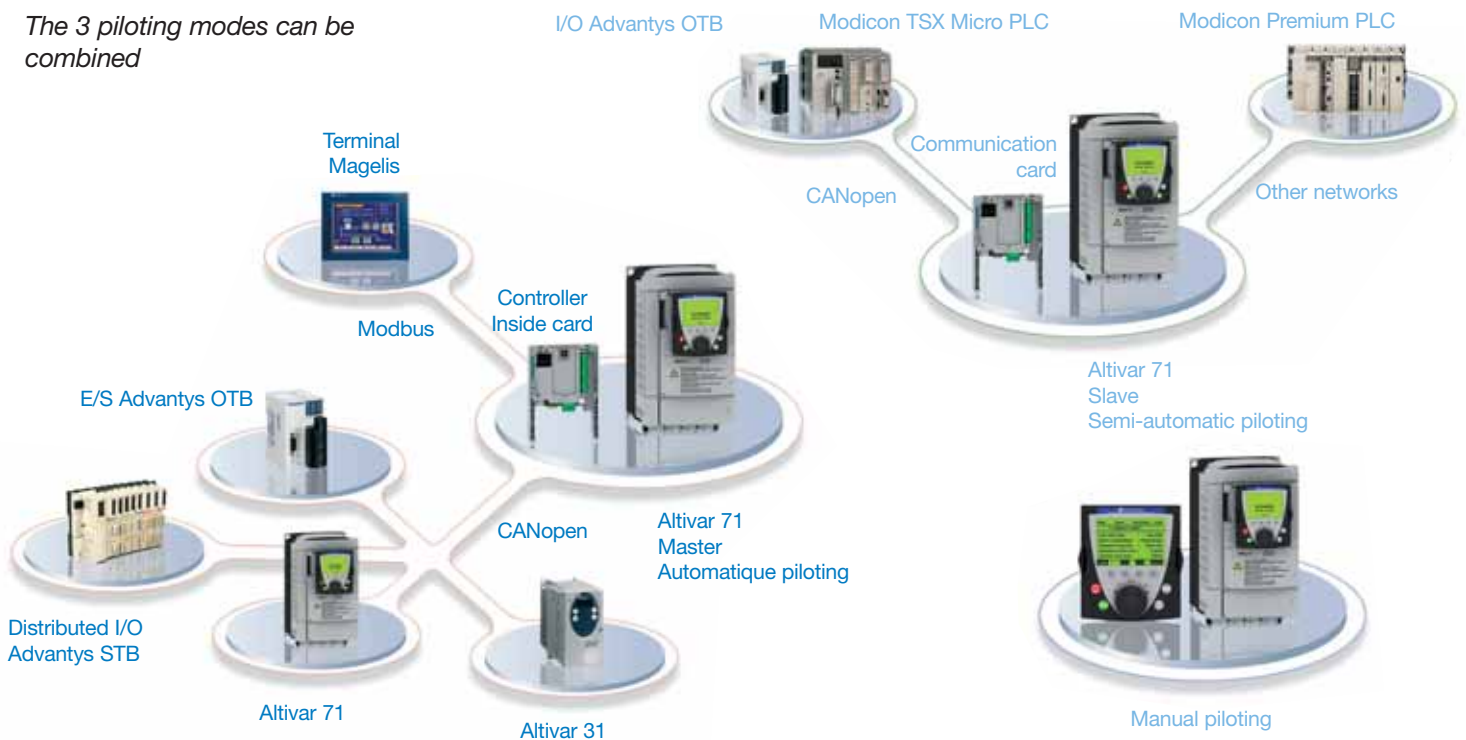 The 3 piloting modes can be
combined
I/O Advantys OTB
Modicon TSX Micro PLC
Modicon Premium PLC
Terminal
Magelis
Communication
card
CANopen
Other networks
Controller
Inside card
Modbus
E/S Advantys OTB
Altivar 71
Slave
Semi-automatic piloting
CANopen
Altivar 71
Master
Automatique piloting
Distributed I/O
Advantys STB
Altivar 71
Altivar 31
Manual piloting